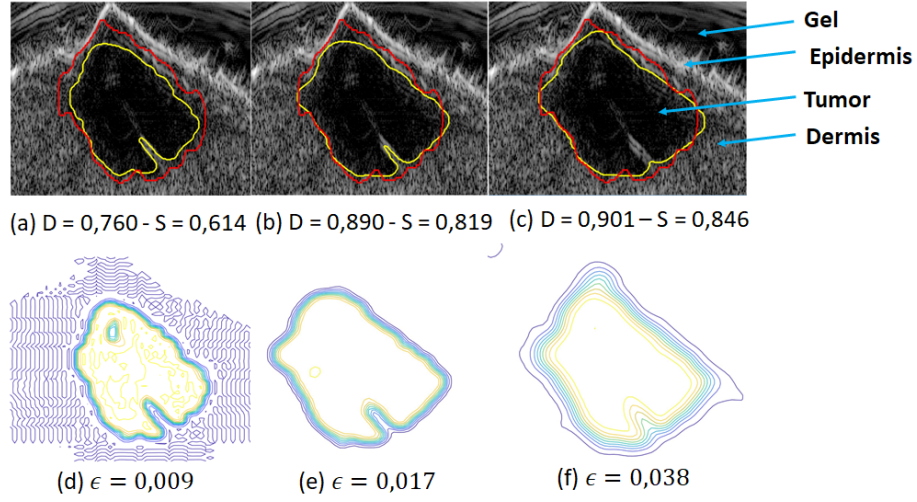 Gel
Epidermis
Tumor
Dermis
(a) D = 0,760 - S = 0,614
(b) D = 0,890 - S = 0,819
(c) D = 0,901 – S = 0,846
(d) ϵ = 0,009
(e) ϵ = 0,017
(f) ϵ = 0,038